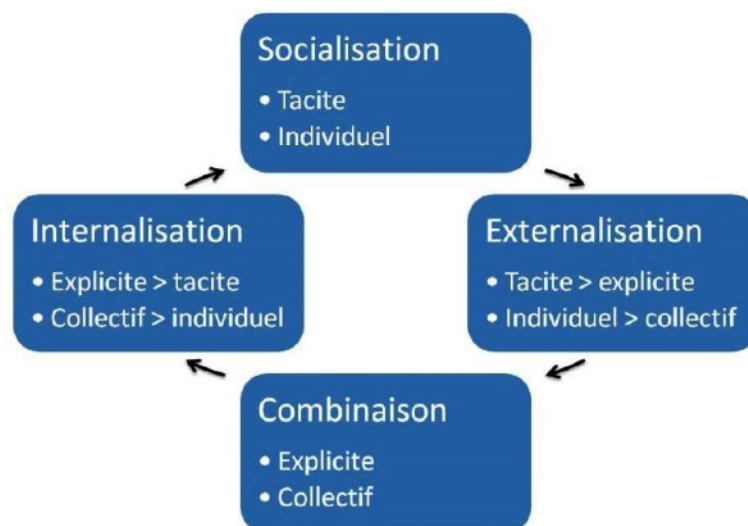 Socialisation
• Tacite
• Individuel
Internalisation
• Explicite > tacite
• Collectif > individuel
Externalisation
• Tacite > explicite
• Individuel > collectif
Combinaison
• Explicite
• Collectif